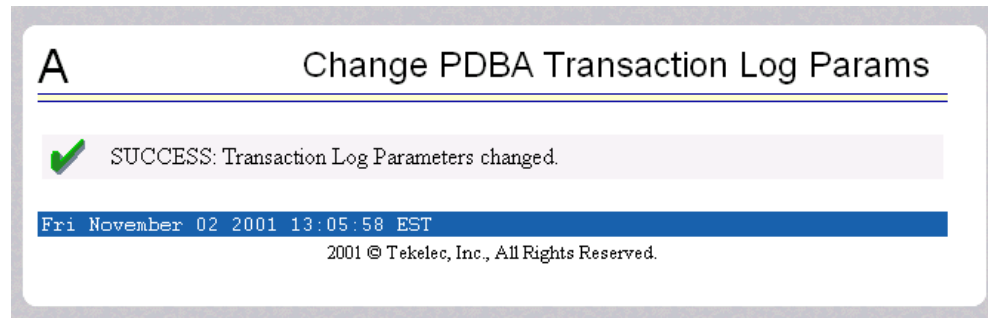 A Change PDBA Transaction Log Params
SUCCESS: Transaction Log Parameters changed.
Fri November 02 2001 13:05:58 EST
2001 © Tekelec, Inc., All Rights Reserved.